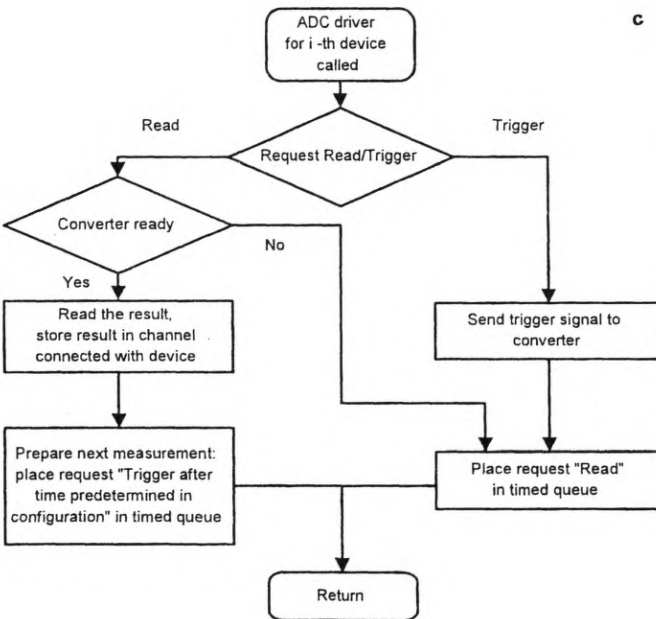 c
ADC driver
for i -th device
called
Read
Trigger
Request Read/Trigger
Converter ready
No
Yes
Read the result,
store result in channel
connected with device
Send trigger signal to
converter
Prepare next measurement:
place request "Trigger after
time predetermined in
configuration" in timed queue
Place request "Read"
in timed queue
Return